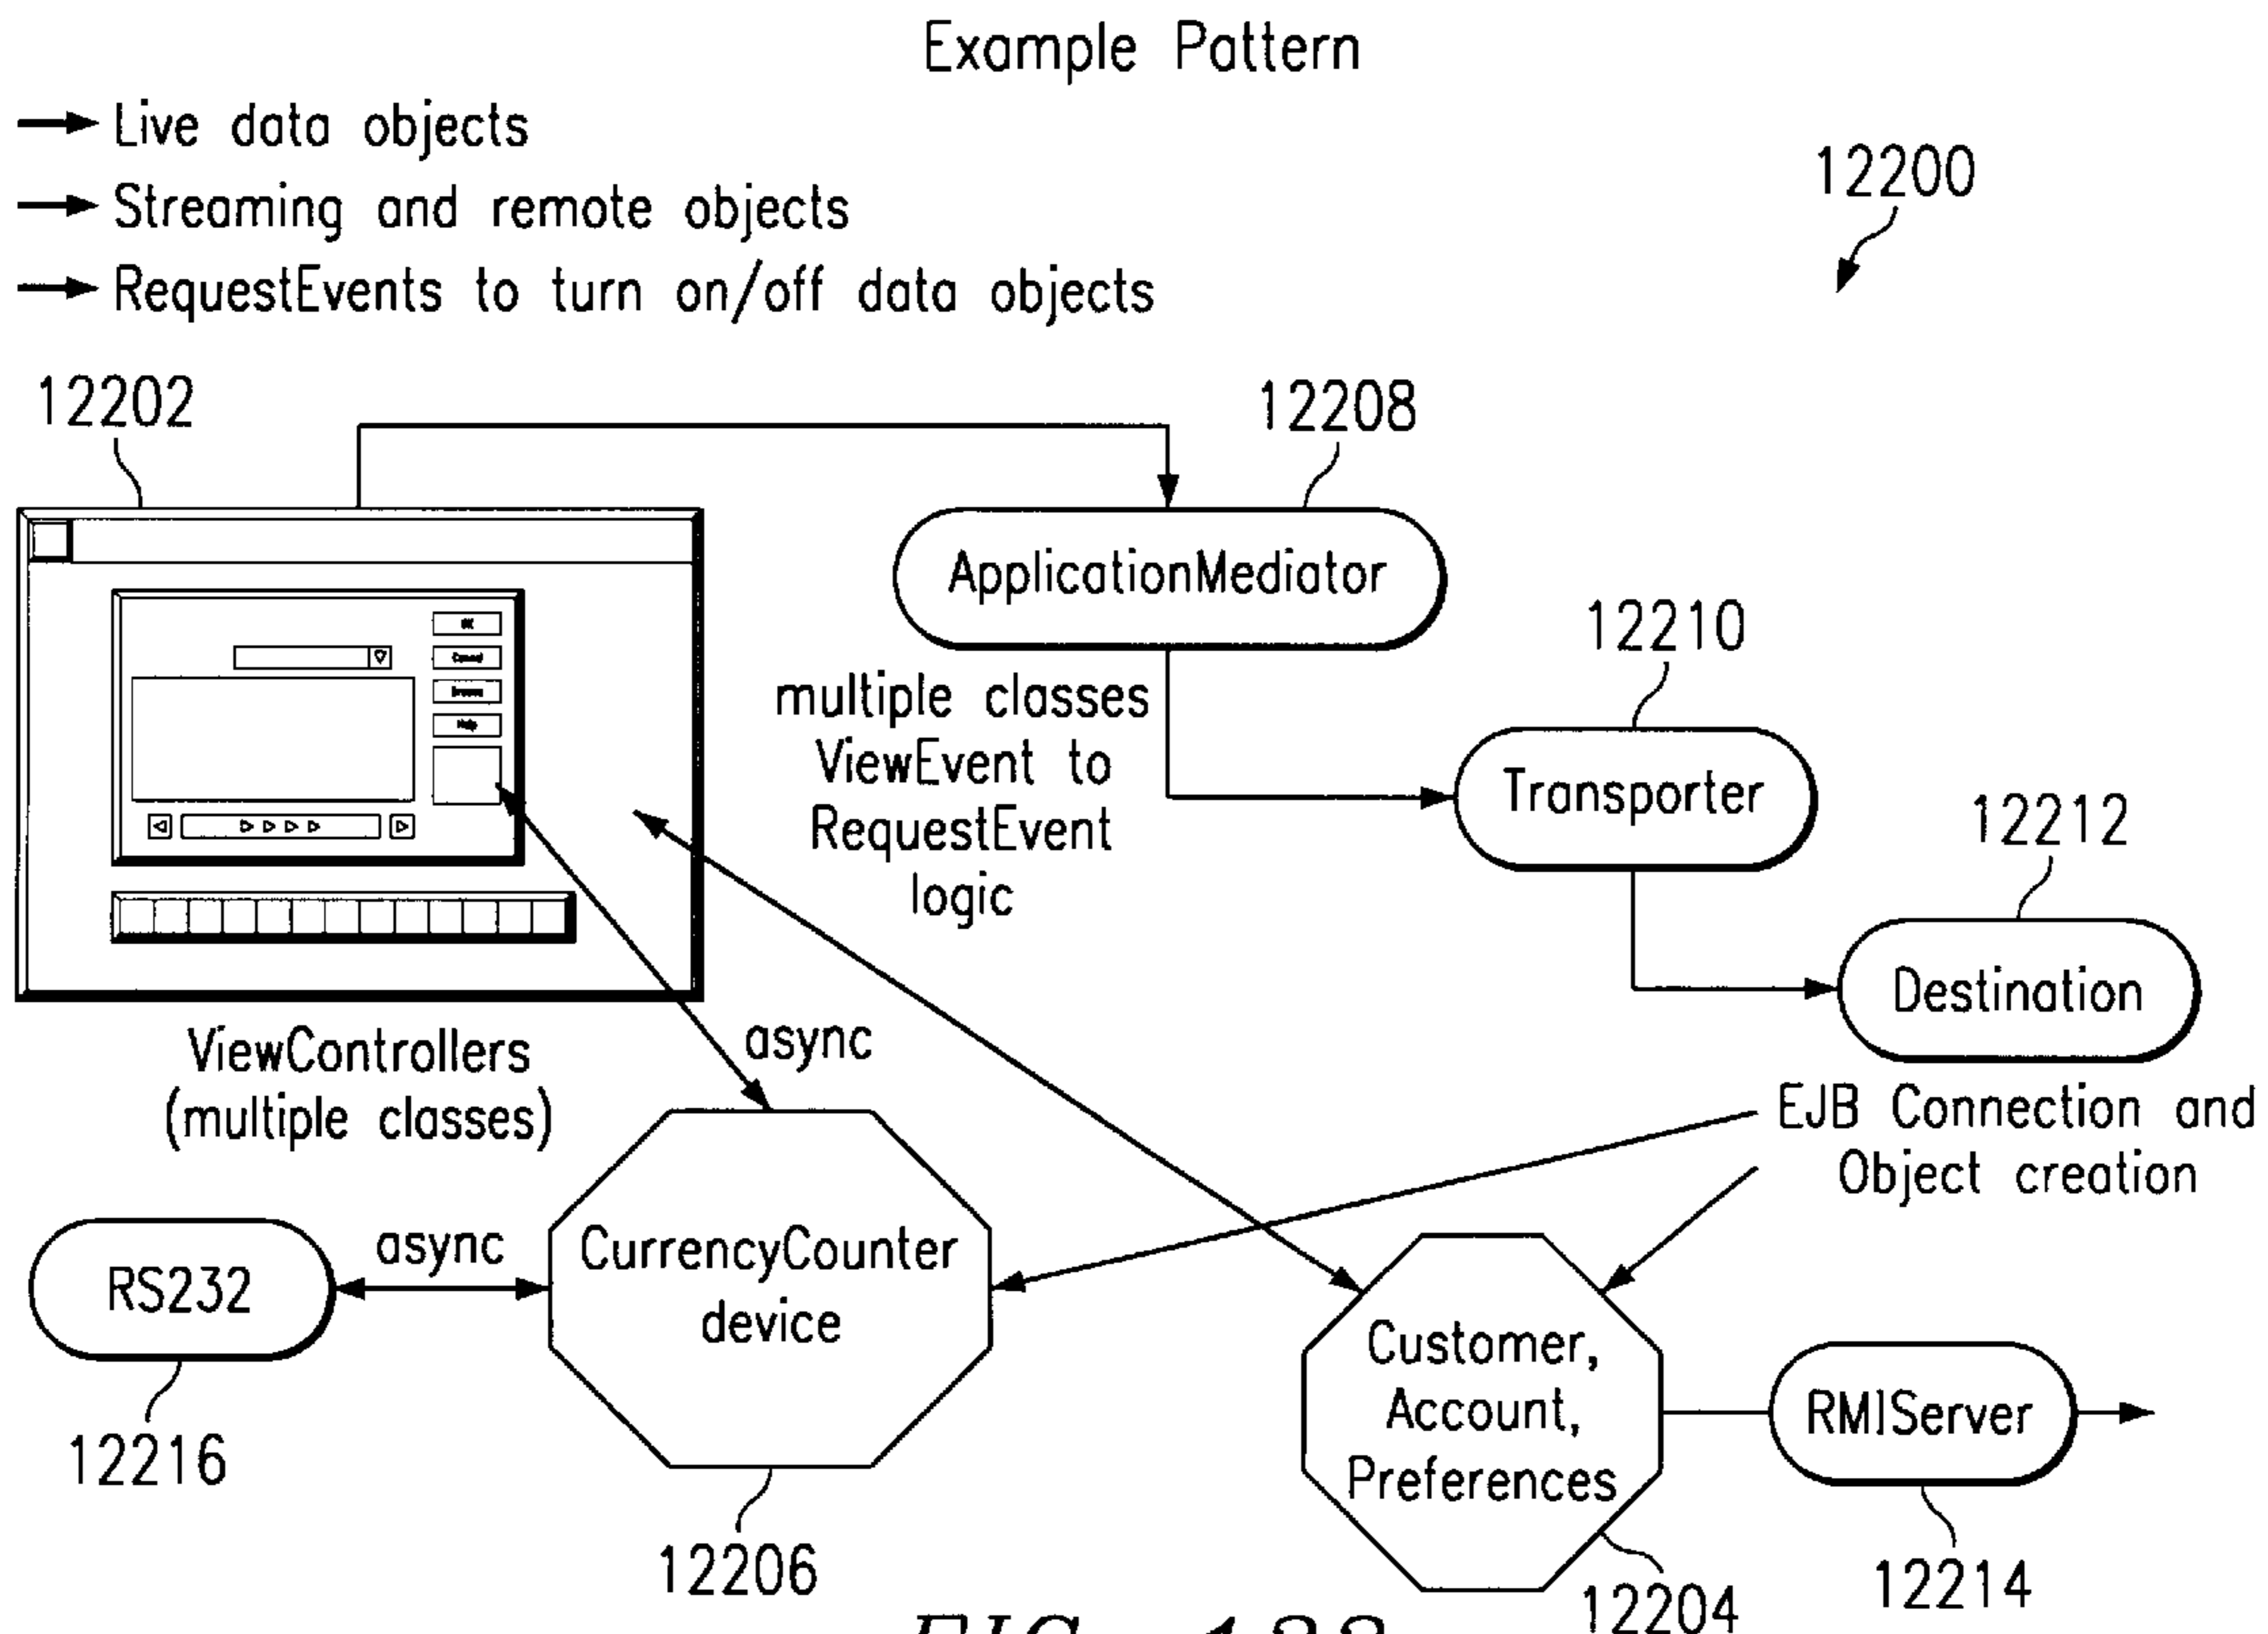 Example Pattern
Live data objects
Streaming and remote objects
RequestEvents to turn on/off data objects
12200
12202
12208
ApplicationMediator
12210
multiple classes
ViewEvent to
RequestEvent
logic
Transporter
12212
Destination
Help
ViewControllers
(multiple classes)
async
EJB Connection and
Object creation
RS232
async
CurrencyCounter
device
Customer,
Account,
Preferences
RMIServer
12216
12206
12204
12214